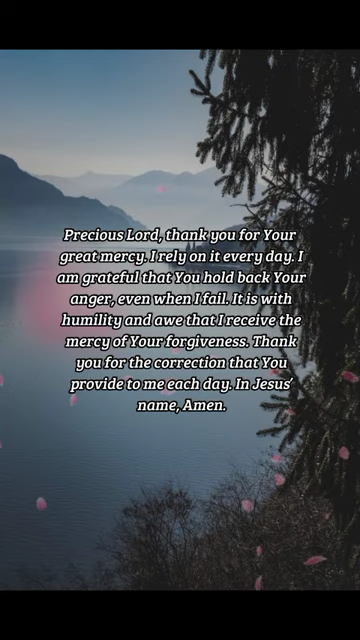 Precious Lord, thank you for Your
great mercy. I rely on it every day. I
am grateful that You hold back Your
anger, even when I fail. It is with
humility and awe that I receive the
mercy of Your forgiveness. Thank
you for the correction that You
provide to me each day. In Jesus'
name, Amen.